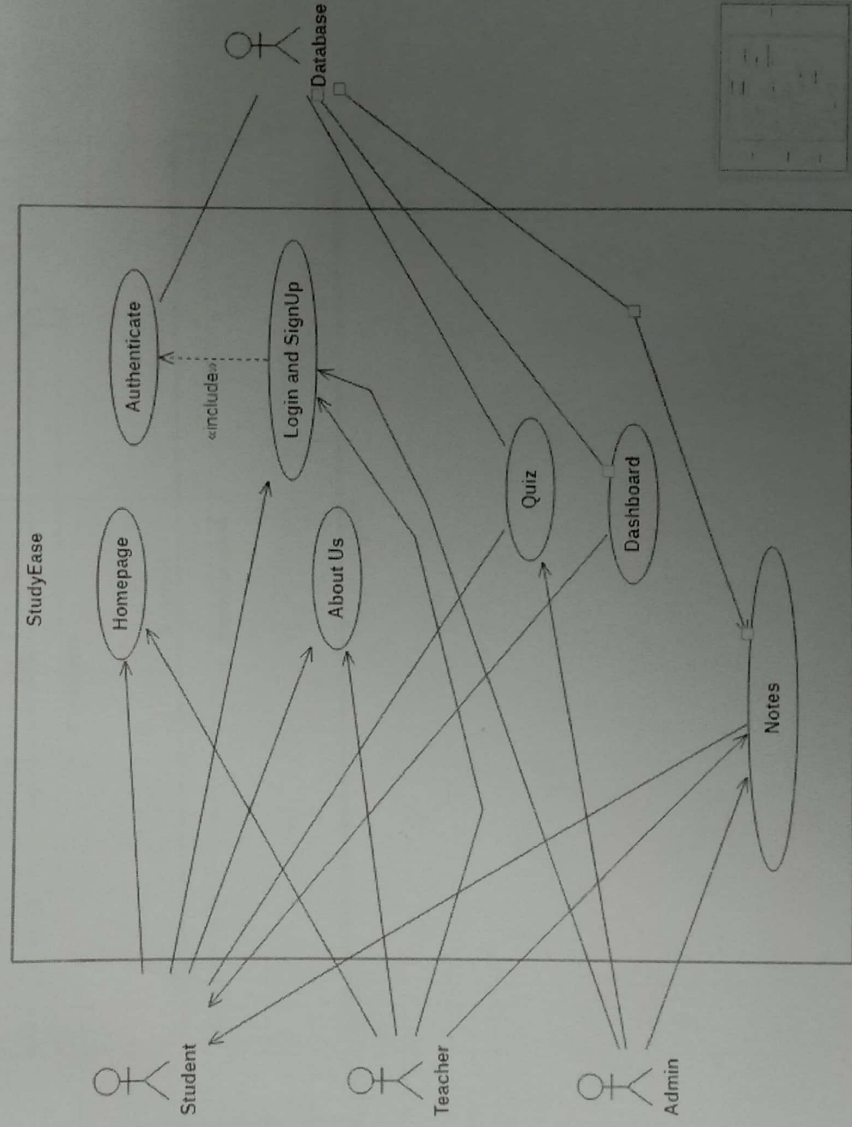 StudyEase
Homepage
Authenticate
«include»
Student
About Us
Login and SignUp
Database
Teacher
Quiz
Dashboard
Admin
Notes